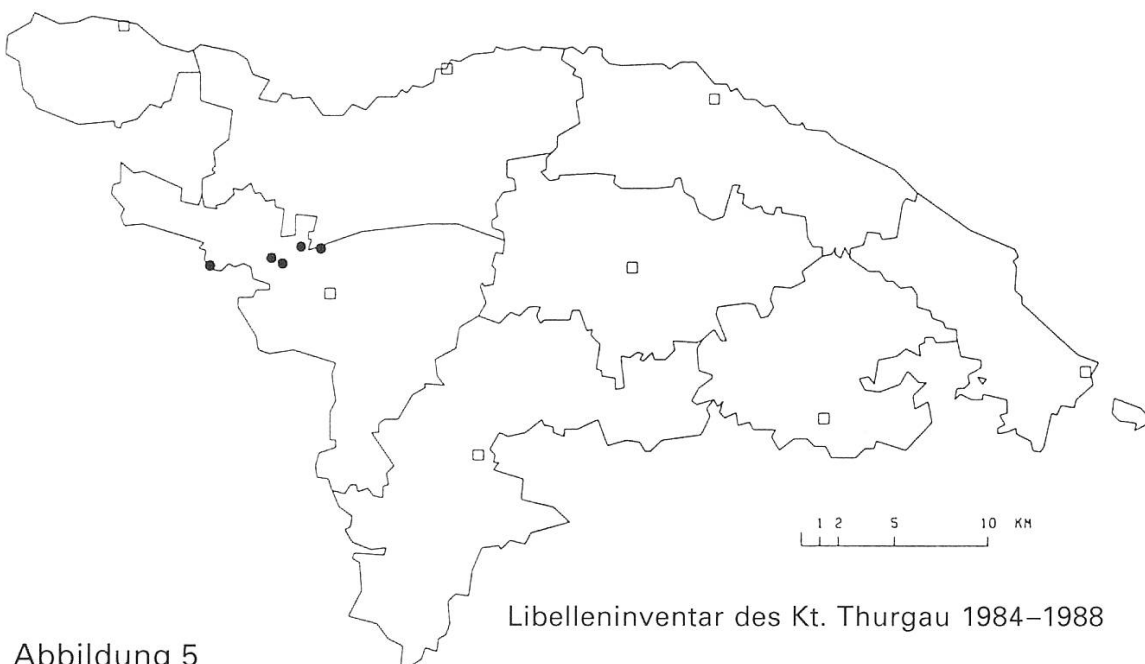 1 2 5 10 KM
Libelleninventar des Kt. Thurgau 1984–1988
Abbildung 5